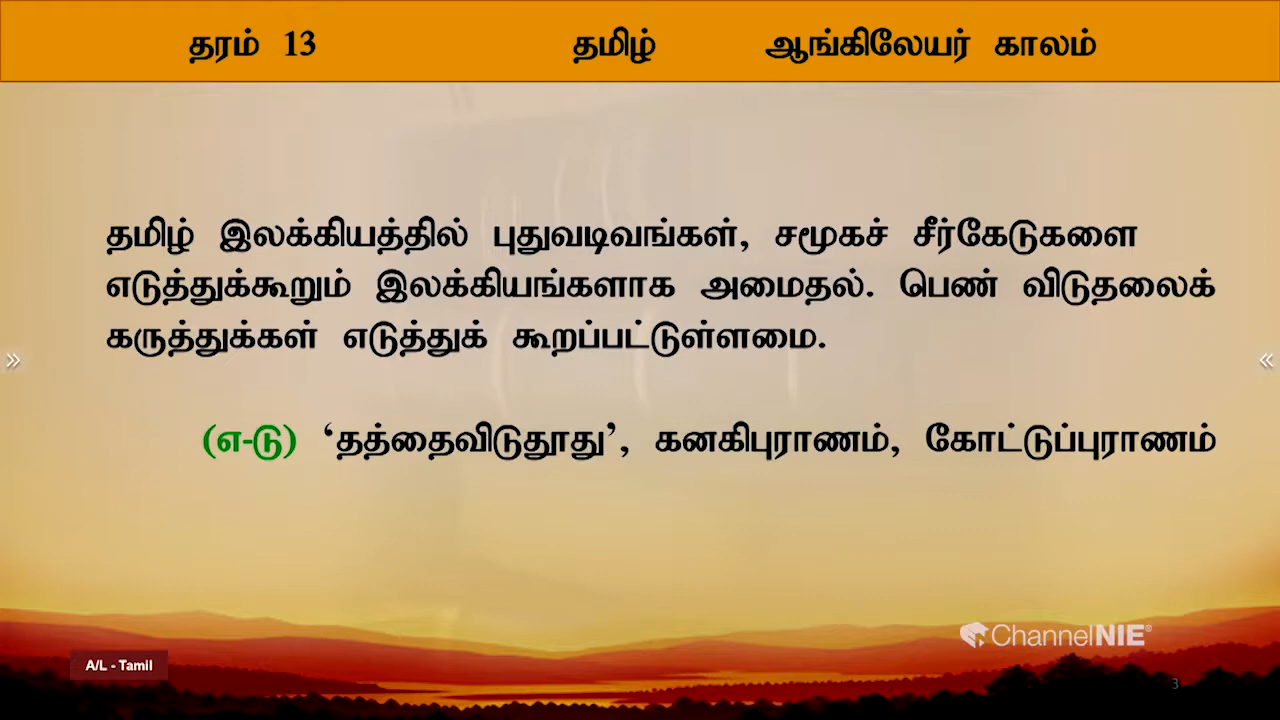 தரம் 13 தமிழ் ஆங்கிலேயர் காலம்
தமிழ் இலக்கியத்தில் புதுவடிவங்கள், சமூகச் சீர்கேடுகளை
எடுத்துக்கூறும் இலக்கியங்களாக அமைதல். பெண் விடுதலைக்
கருத்துக்கள் எடுத்துக் கூறப்பட்டுள்ளமை.
(எ-டு) ‘தத்தைவிடுதூது’, கனகிபுராணம், கோட்டுப்புராணம்
ChannelNIE®
A/L - Tamil
3